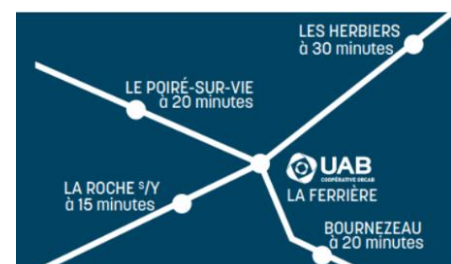 LES HERBIERS
à 30 minutes
LE POIRÉ-SUR-VIE
à 20 minutes
UAB
COOPÉRATIVE ORCAB
LA FERRIÈRE
LA ROCHE S/Y
à 15 minutes
BOURNEZEAU
à 20 minutes